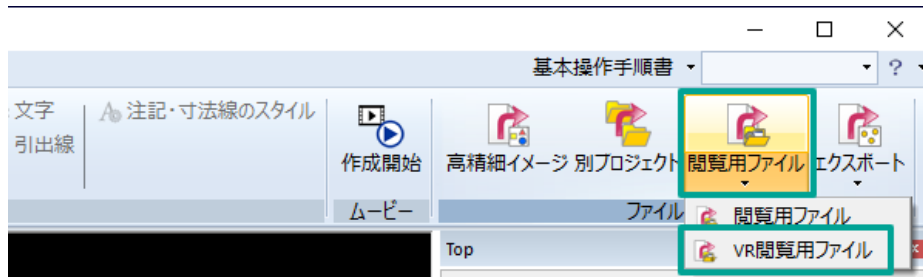 基本操作手順書
?
文字
注記・寸法線のスタイル
引出線
作成開始
高精細イメージ
別プロジェクト
閲覧用ファイル
エクスポート
ムービー
ファイル
閲覧用ファイル
Top
VR閲覧用ファイル